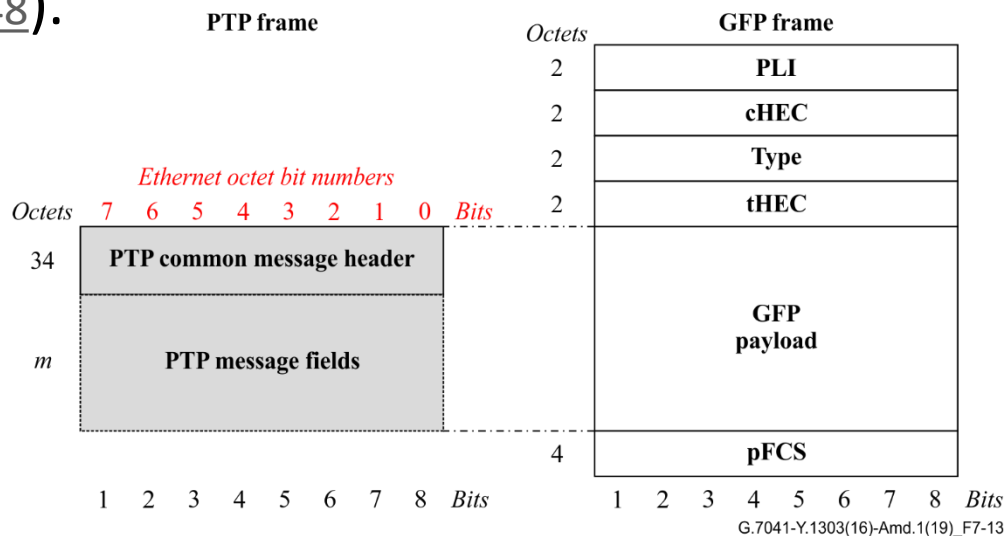 8).
PTP frame
GFP frame
Octets
2 PLI
2 cHEC
2 Type
Ethernet octet bit numbers
Octets 7 6 5 4 3 2 1 0 Bits
2 tHEC
34 PTP common message header
GFP
payload
m PTP message fields
4 pFCS
1 2 3 4 5 6 7 8 Bits
1 2 3 4 5 6 7 8 Bits
G.7041-Y.1303(16)-Amd.1(19)_F7-13